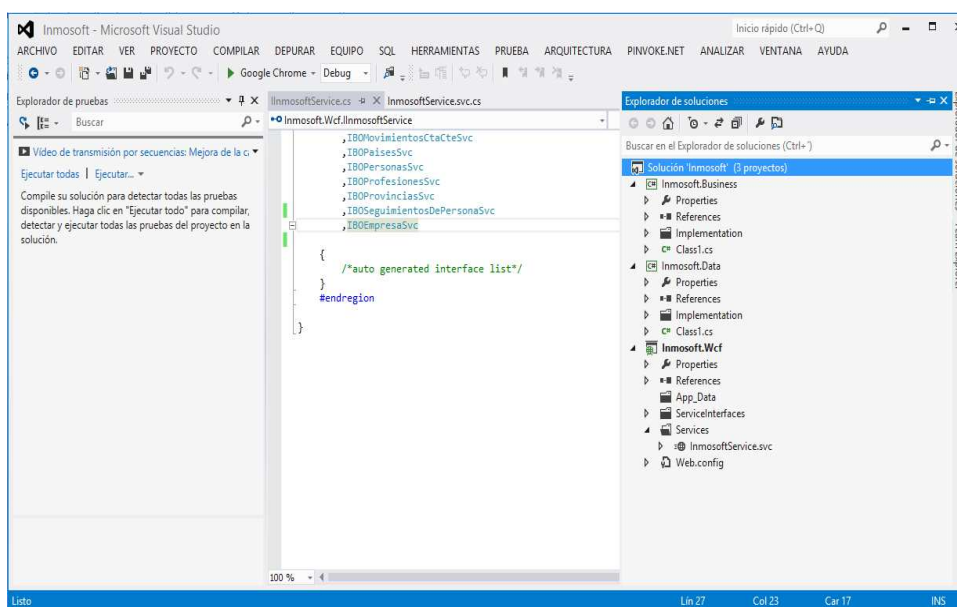 Inmosoft - Microsoft Visual Studio
Inicio rápido (Ctrl+Q)
ARCHIVO EDITAR VER PROYECTO COMPILAR DEPURAR EQUIPO SQL HERRAMIENTAS PRUEBA ARQUITECTURA PINVOKE.NET ANALIZAR VENTANA AYUDA
Google Chrome Debug
Explorador de pruebas
Buscar
Vídeo de transmisión por secuencias: Mejora de la
Ejecutar todas | Ejecutar...
Compile su solución para detectar todas las pruebas
disponibles. Haga clic en "Ejecutar todo" para compilar,
detectar y ejecutar todas las pruebas del proyecto en la
solución.
IInmosoftService.cs InmosoftService.svc.cs
Inmosoft.Wcf.IInmosoftService
,IBOMovimientosCtaCteSvc
,IBOPaisesSvc
,IBOPersonasSvc
,IBOProfesionesSvc
,IBOProvinciasSvc
,IBOSeguimientosDePersonaSvc
,IBOEmpresaSvc
{
/*auto generated interface list*/
}
#endregion
}
100 %
Explorador de soluciones
Buscar en el Explorador de soluciones (Ctrl+´)
Solución 'Inmosoft' (3 proyectos)
C# Inmosoft.Business
Properties
References
Implementation
C# Class1.cs
C# Inmosoft.Data
Properties
References
Implementation
C# Class1.cs
Inmosoft.Wcf
Properties
References
App_Data
ServiceInterfaces
Services
InmosoftService.svc
Web.config
Listo Lín 27 Col 23 Car 17 INS